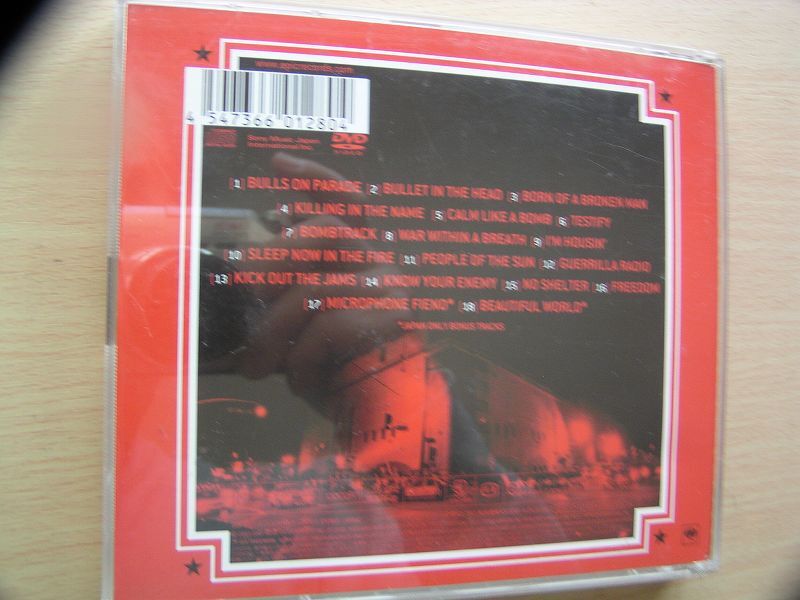 www.epicrecords.com
4 547366 012804
Sony Music Japan
International Inc.
DVD
VIDEO
[1] BULLS ON PARADE [2] BULLET IN THE HEAD [3] BORN OF A BROKEN MAN
[4] KILLING IN THE NAME [5] CALM LIKE A BOMB [6] TESTIFY
[7] BOMBTRACK [8] WAR WITHIN A BREATH [9] I'M HOUSIN'
[10] SLEEP NOW IN THE FIRE [11] PEOPLE OF THE SUN [12] GUERRILLA RADIO
[13] KICK OUT THE JAMS [14] KNOW YOUR ENEMY [15] NO SHELTER [16] FREEDOM
[17] MICROPHONE FIEND* [18] BEAUTIFUL WORLD*
*JAPAN ONLY BONUS TRACKS